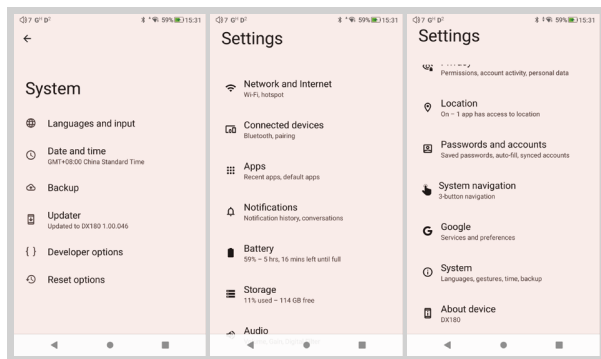 7 G
59% 15:31
System
Languages and input
Date and time
GMT+08:00 China Standard Time
Backup
Updater
Updated to DX180 1.00.046
{ } Developer options
Reset options
7 G
59% 15:31
Settings
Network and Internet
Wi-Fi, hotspot
Connected devices
Bluetooth, pairing
Apps
Recent apps, default apps
Notifications
Notification history, conversations
Battery
59% – 5 hrs, 16 mins left until full
Storage
11% used – 114 GB free
Audio
7 G
59% 15:31
Settings
Permissions, account activity, personal data
Location
On – 1 app has access to location
Passwords and accounts
Saved passwords, auto-fill, synced accounts
System navigation
3-button navigation
G Google
Services and preferences
System
Languages, gestures, time, backup
About device
DX180